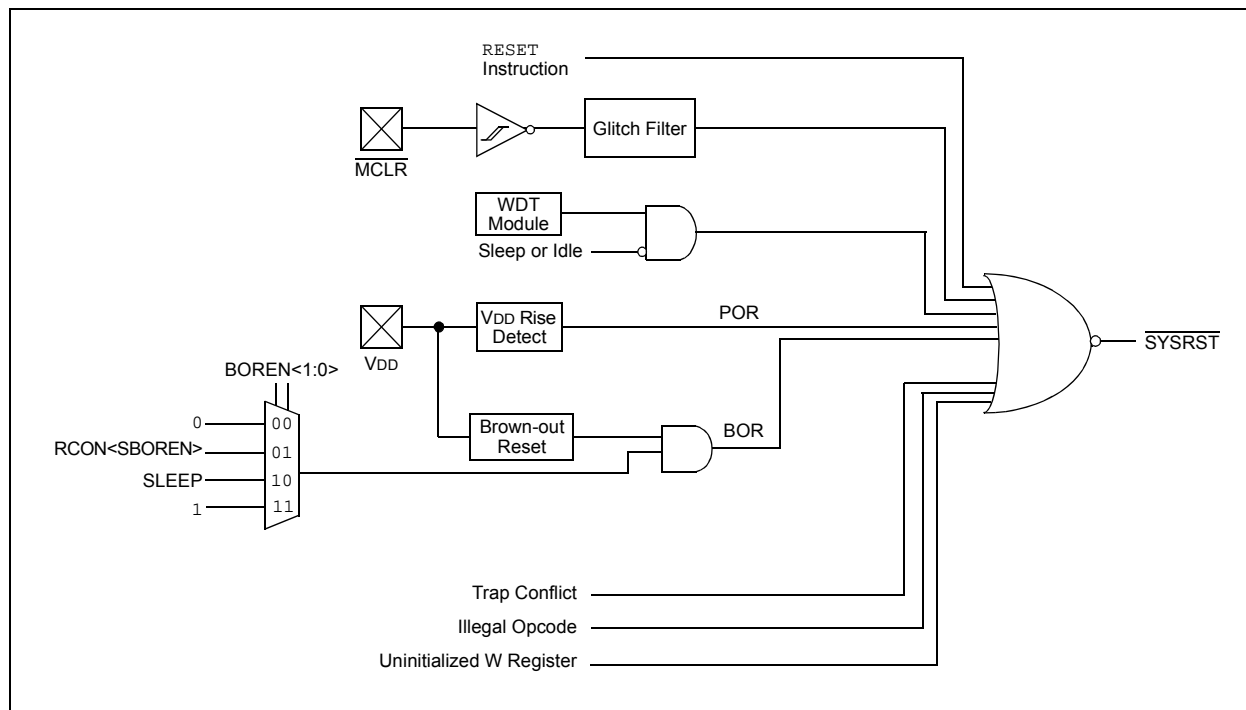 RESET
Instruction
MCLR
Glitch Filter
WDT
Module
Sleep or Idle
VDD
VDD Rise
Detect
POR
SYSRST
BOREN<1:0>
0
00
RCON<SBOREN>
01
SLEEP
10
1
11
Brown-out
Reset
BOR
Trap Conflict
Illegal Opcode
Uninitialized W Register